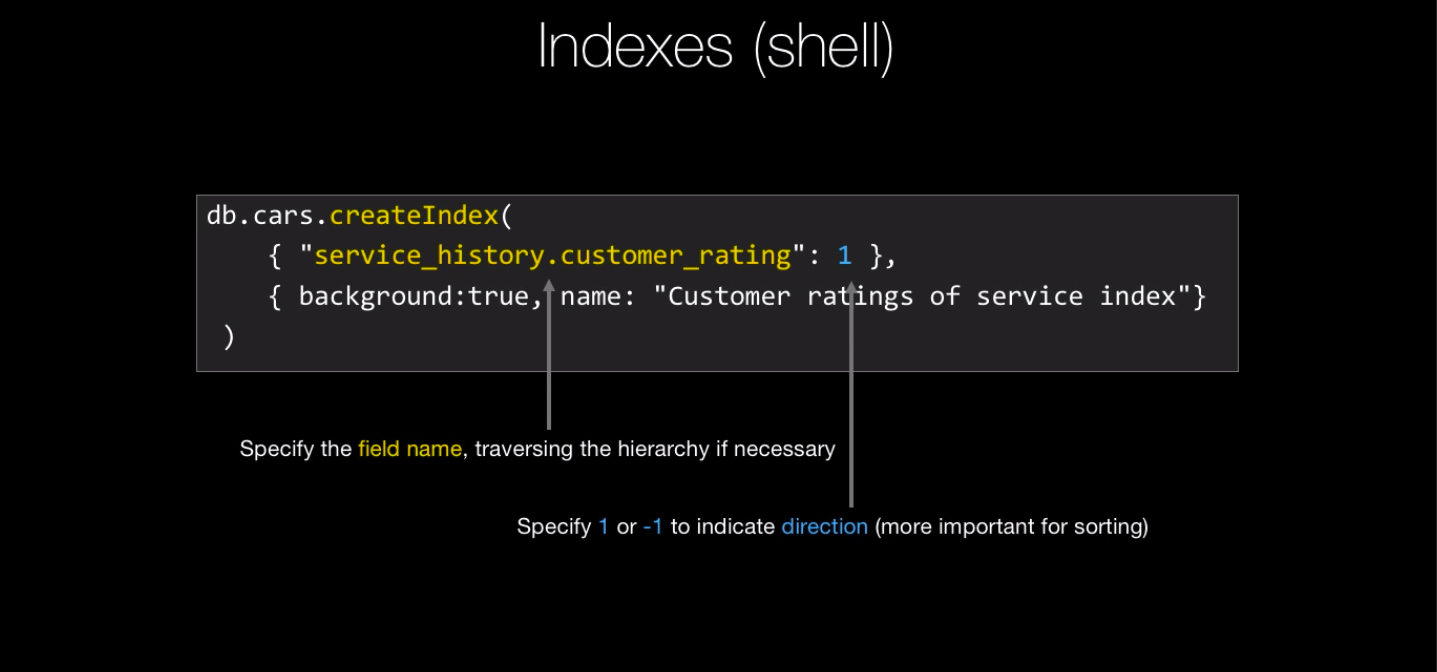 Indexes (shell)
db.cars.createIndex(
{ "service_history.customer_rating": 1 },
{ background:true, name: "Customer ratings of service index"}
)
Specify the field name, traversing the hierarchy if necessary
Specify 1 or -1 to indicate direction (more important for sorting)